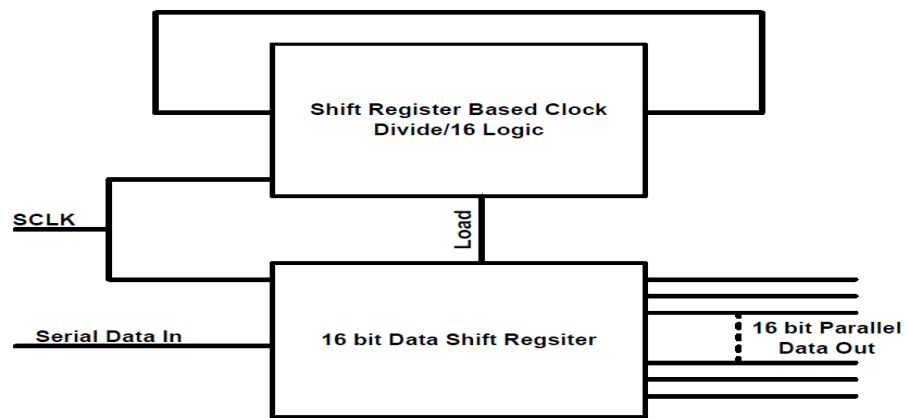 Shift Register Based Clock
Divide/16 Logic
SCLK
Load
Serial Data In
16 bit Data Shift Regsiter
16 bit Parallel
Data Out